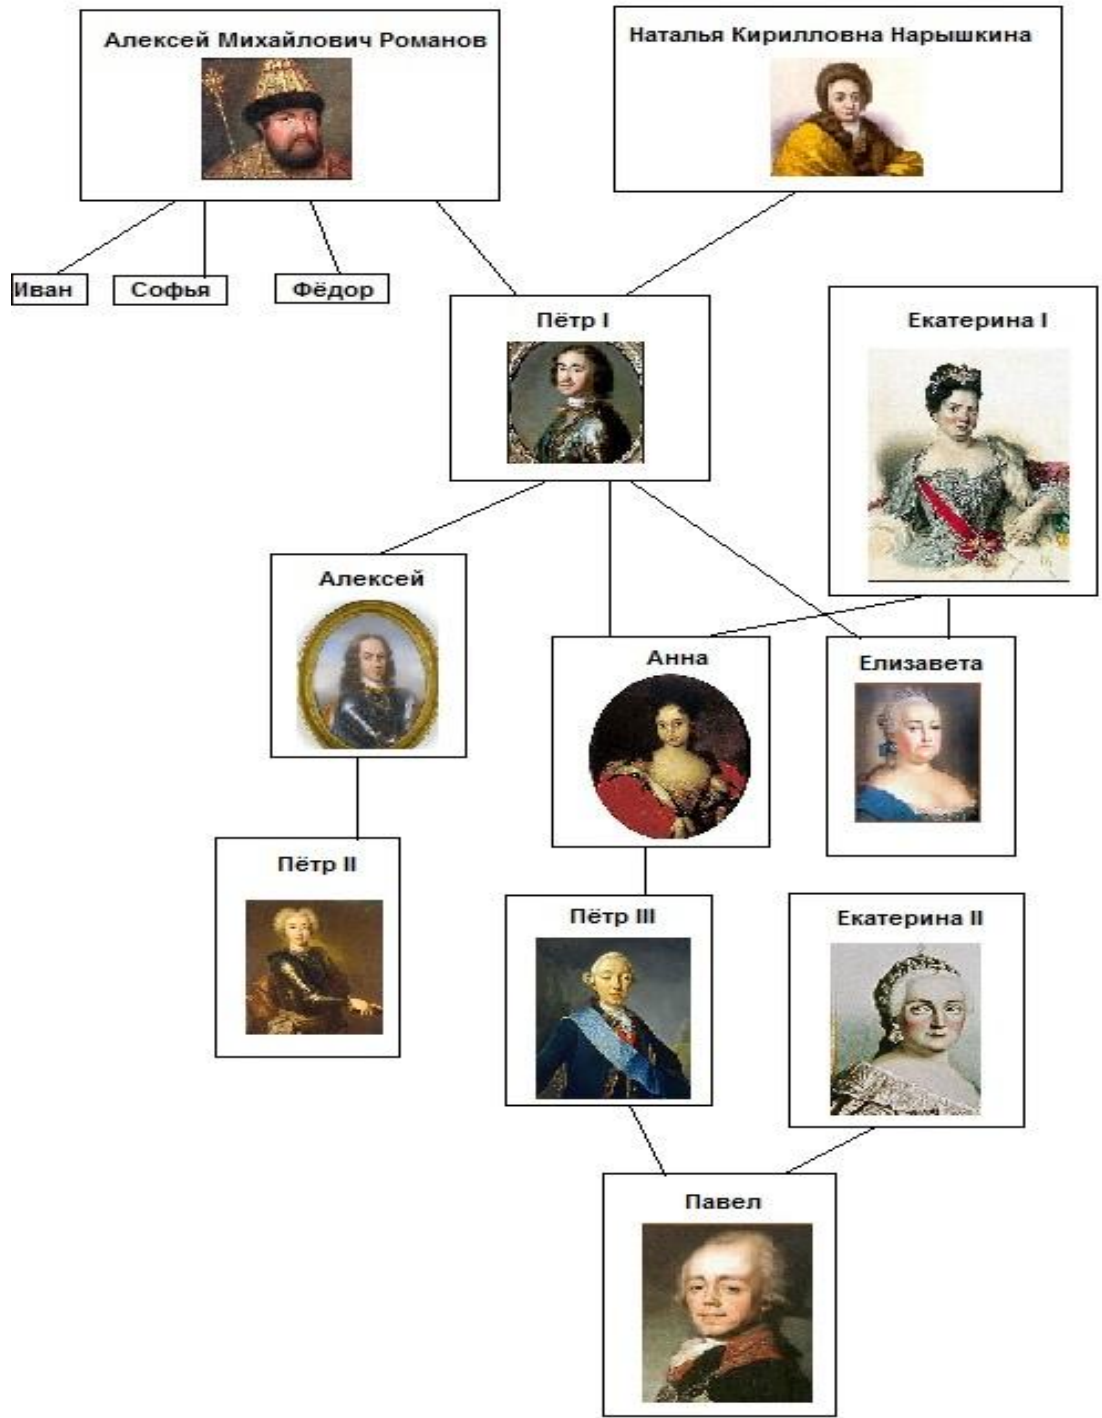 Алексей Михайлович Романов
Наталья Кирилловна Нарышкина
Иван
Софья
Фёдор
Пётр I
Екатерина I
Алексей
Анна
Елизавета
Пётр II
Пётр III
Екатерина II
Павел